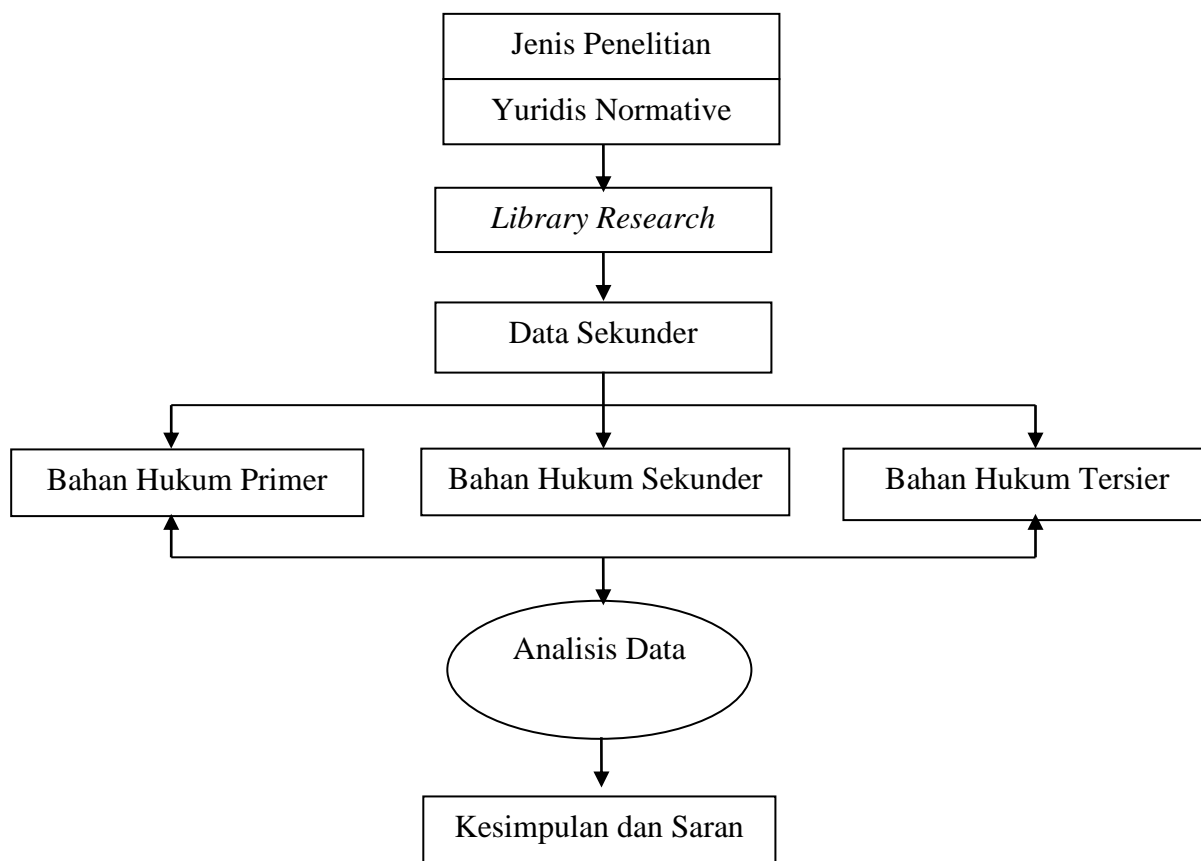 Jenis Penelitian
Yuridis Normative
Library Research
Data Sekunder
Bahan Hukum Primer
Bahan Hukum Sekunder
Bahan Hukum Tersier
Analisis Data
Kesimpulan dan Saran